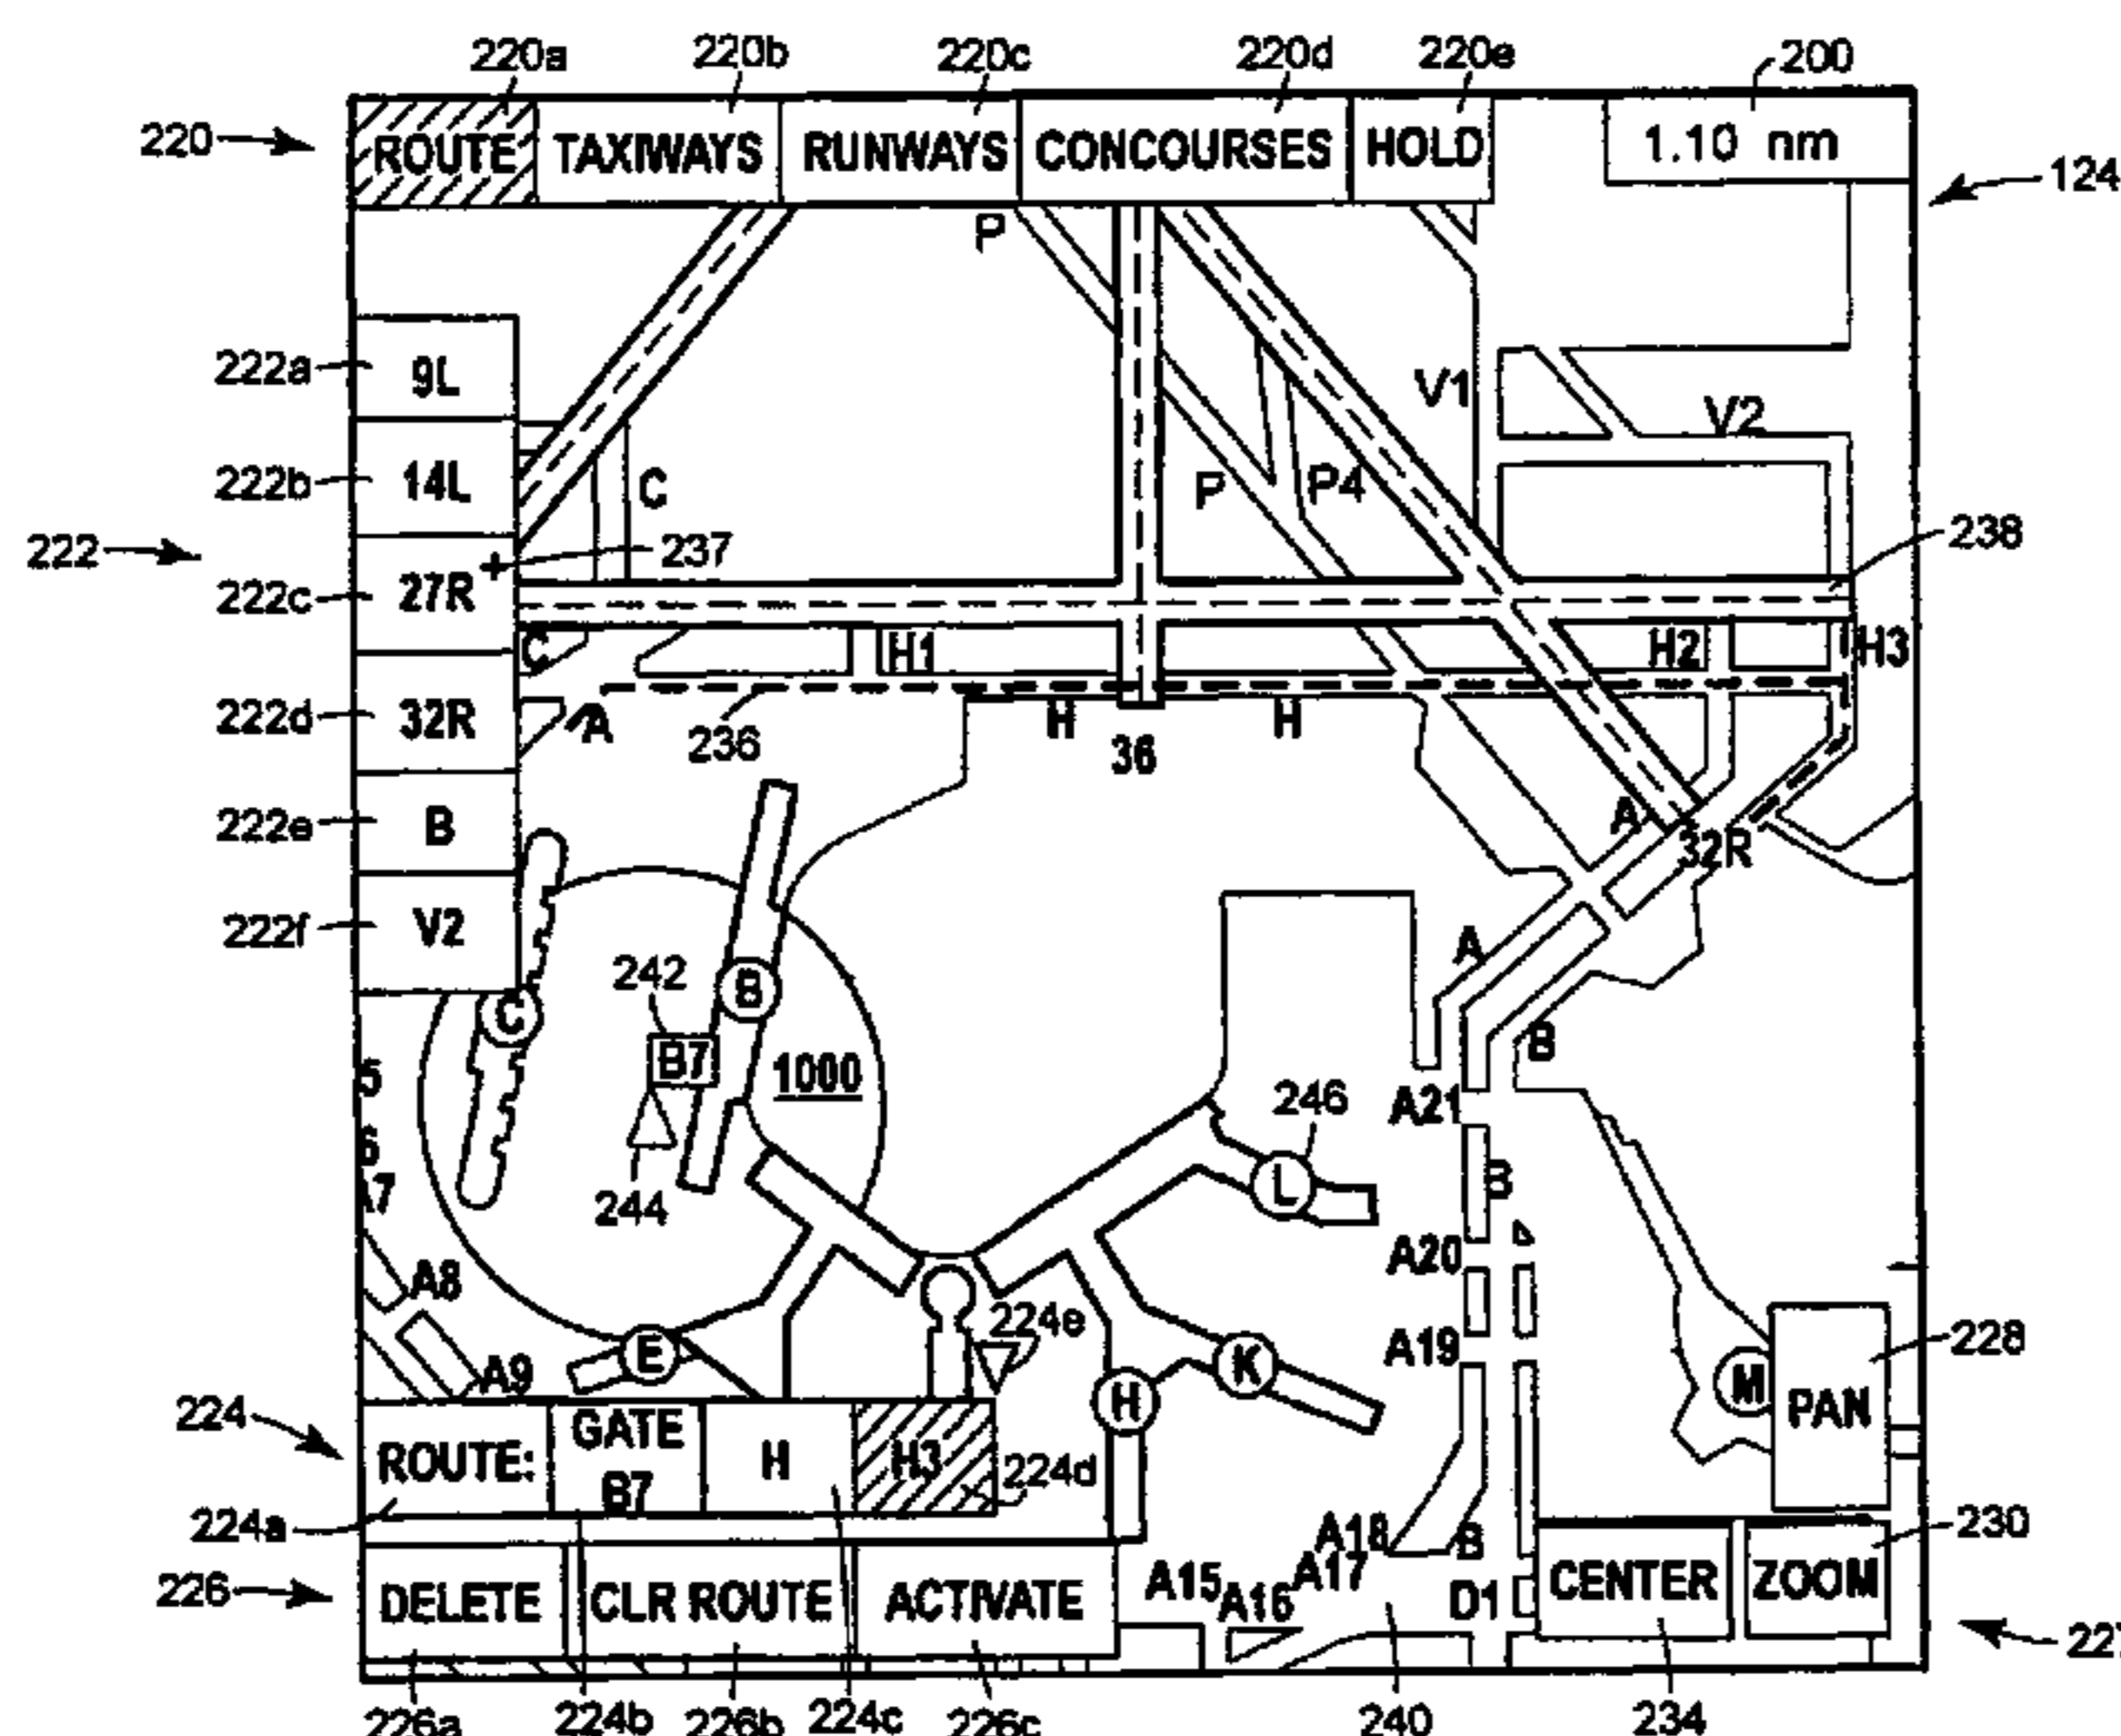 220a 220b 220c 220d 220e 200
220 ROUTE TAXIWAYS RUNWAYS CONCOURSES HOLD 1.10 nm
124
P
222a 9L V1 V2
222b 14L C P P4
222 237 238
222c 27R
C H1 H2 H3
222d 32R A 236 H H
36
222e B A 32R
222f V2 A
242 B
C B7 1000 B
5 A21
246
6
A7 L B
244
A8 A20
224e A19
E K 228
A9 H M PAN
224 ROUTE: GATE B7 H H3 224d
224a A18 B 230
226 DELETE CLR ROUTE ACTIVATE A15 A16 A17 D1 CENTER ZOOM
226a 224b 226b 224c 226c 240 234